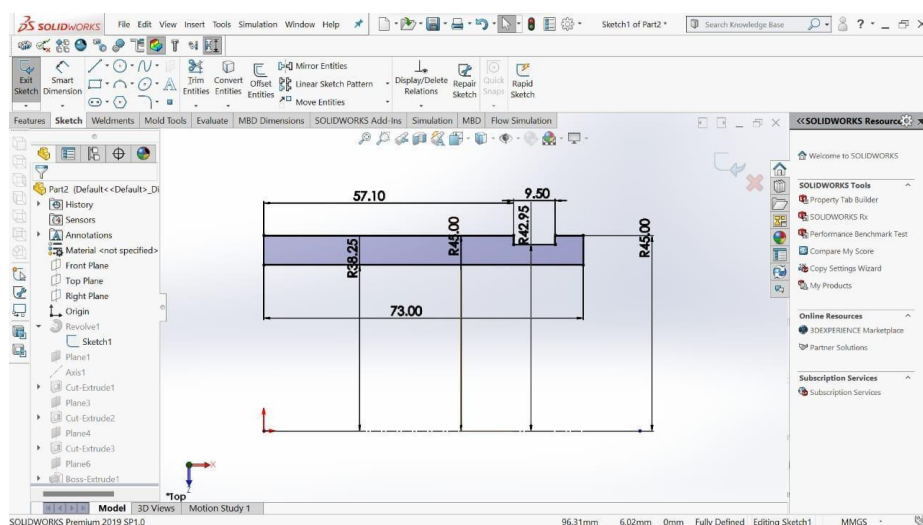 SOLIDWORKS File Edit View Insert Tools Simulation Window Help Sketch1 of Part2 * Search Knowledge Base
Exit Sketch
Smart Dimension
Trim Entities
Convert Entities
Offset Entities
Mirror Entities
Linear Sketch Pattern
Move Entities
Display/Delete Relations
Repair Sketch
Quick Snaps
Rapid Sketch
Features Sketch Weldments Mold Tools Evaluate MBD Dimensions SOLIDWORKS Add-Ins Simulation MBD Flow Simulation
Part2 (Default<<Default>_Di
History
Sensors
Annotations
Material <not specified>
Front Plane
Top Plane
Right Plane
Origin
Revolve1
Sketch1
Plane1
Axis1
Cut-Extrude1
Plane3
Cut-Extrude2
Plane4
Cut-Extrude3
Plane6
Boss-Extrude1
57.10
9.50
R38.25
R45.00
R42.95
R45.00
73.00
X
Z
*Top
SOLIDWORKS Resourc
Welcome to SOLIDWORKS
SOLIDWORKS Tools
Property Tab Builder
SOLIDWORKS Rx
Performance Benchmark Test
Compare My Score
Copy Settings Wizard
My Products
Online Resources
3DEXPERIENCE Marketplace
Partner Solutions
Subscription Services
Subscription Services
Model 3D Views Motion Study 1
SOLIDWORKS Premium 2019 SP1.0 96.31mm 6.02mm 0mm Fully Defined Editing Sketch1 MMGS